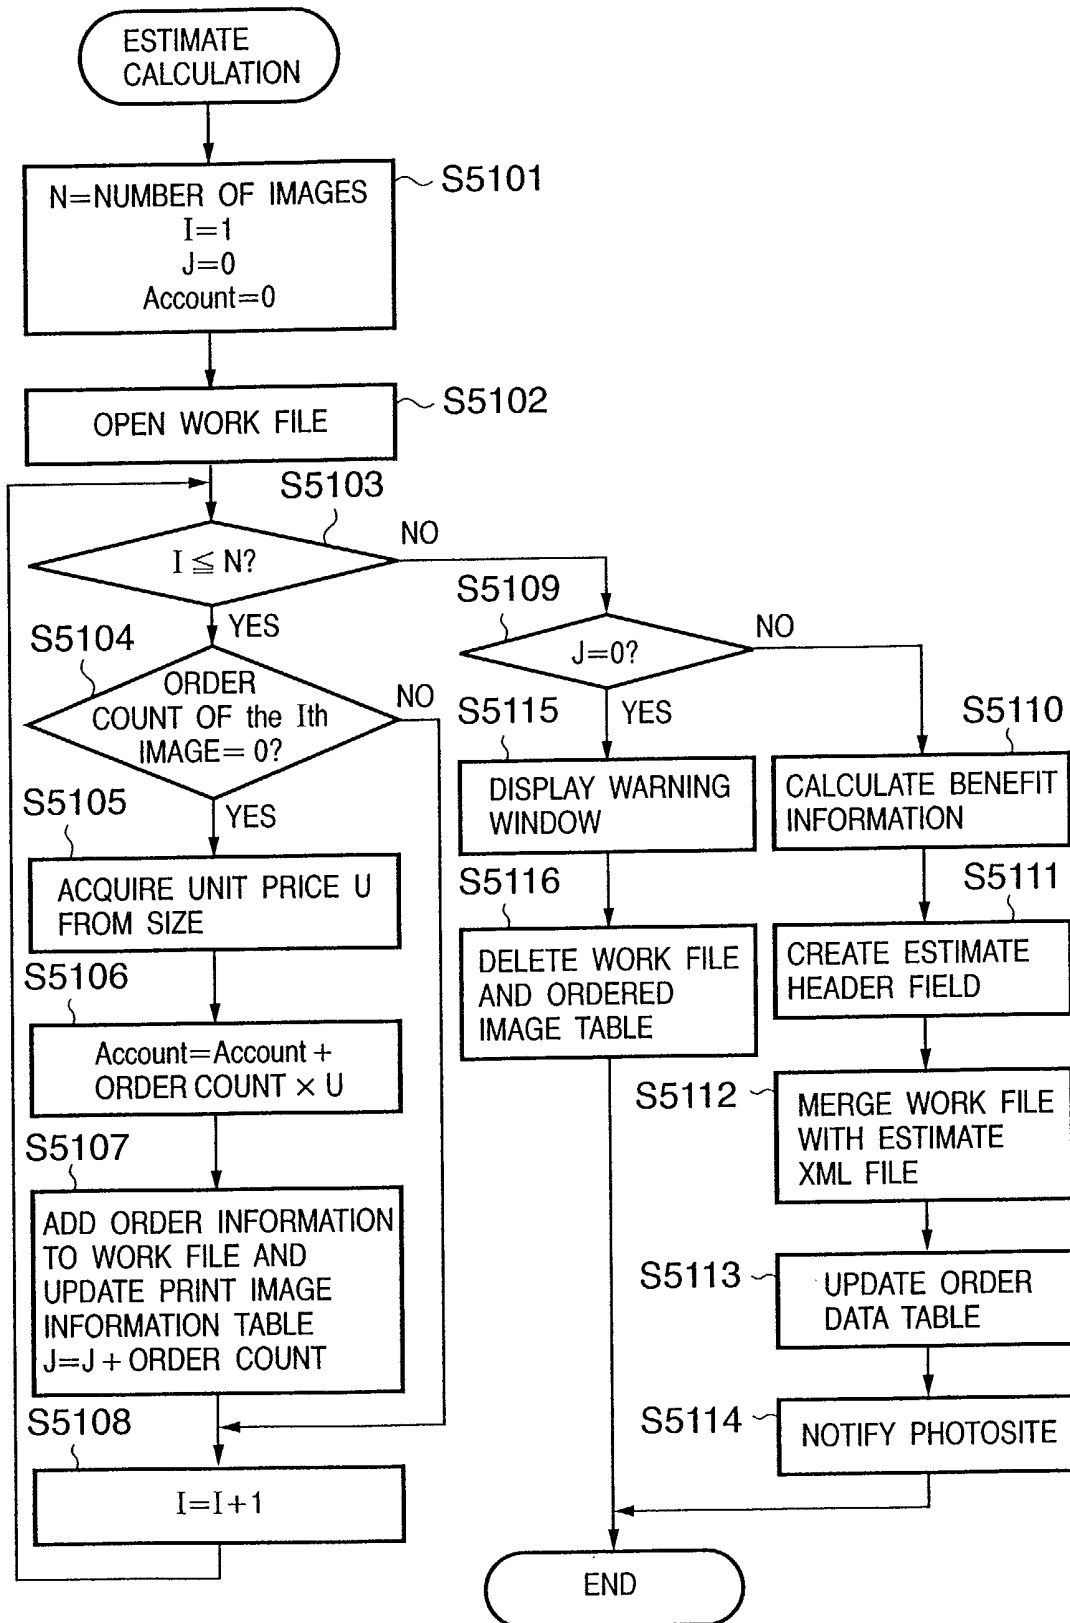 ESTIMATE
CALCULATION
S5101
N=NUMBER OF IMAGES
I=1
J=0
Account=0
S5102
OPEN WORK FILE
S5103
I ≦ N?
NO
YES
S5104
ORDER
COUNT OF the Ith
IMAGE= 0?
NO
YES
S5105
ACQUIRE UNIT PRICE U
FROM SIZE
S5106
Account=Account +
ORDER COUNT × U
S5107
ADD ORDER INFORMATION
TO WORK FILE AND
UPDATE PRINT IMAGE
INFORMATION TABLE
J=J + ORDER COUNT
S5108
I=I+1
S5109
J=0?
NO
YES
S5115
DISPLAY WARNING
WINDOW
S5116
DELETE WORK FILE
AND ORDERED
IMAGE TABLE
S5110
CALCULATE BENEFIT
INFORMATION
S5111
CREATE ESTIMATE
HEADER FIELD
S5112
MERGE WORK FILE
WITH ESTIMATE
XML FILE
S5113
UPDATE ORDER
DATA TABLE
S5114
NOTIFY PHOTOSITE
END